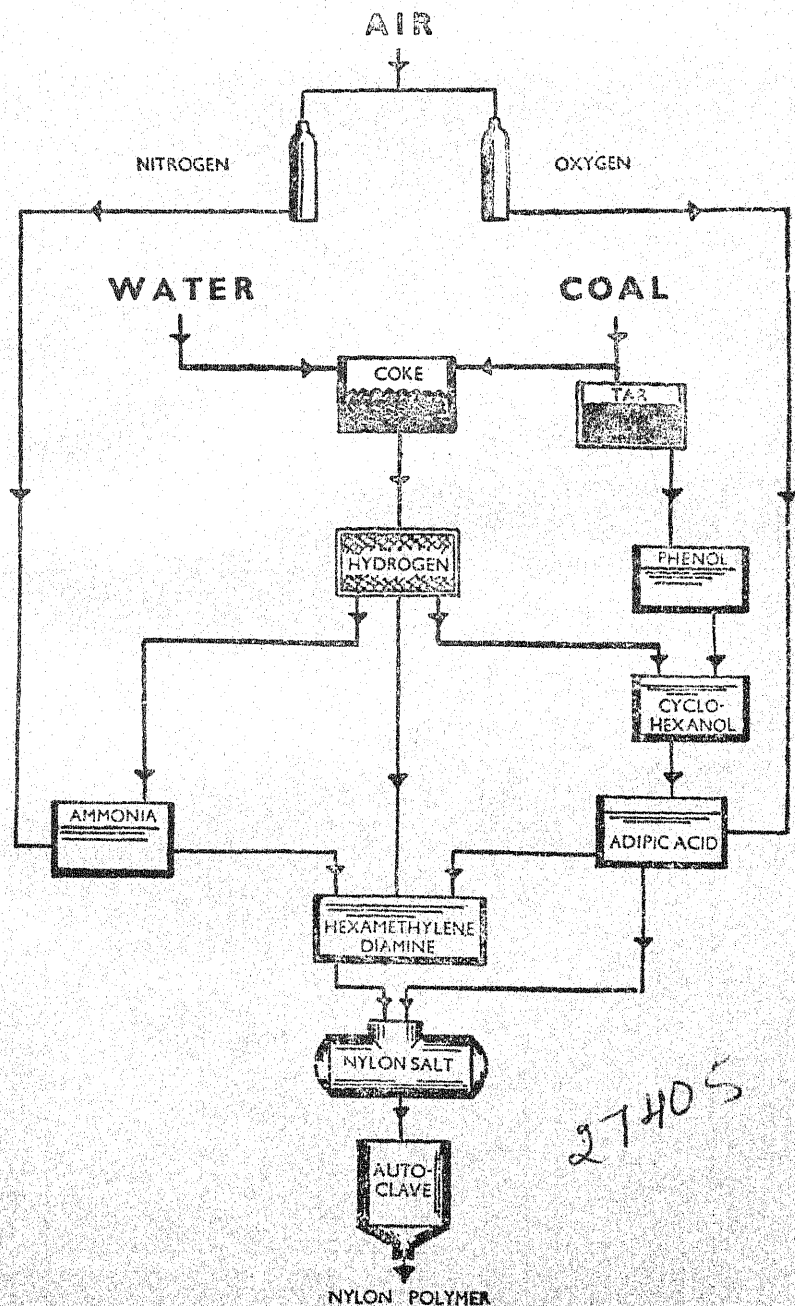 AIR
NITROGEN
OXYGEN
WATER
COAL
COKE
TAR
HYDROGEN
PHENOL
CYCLO-
HEXANOL
AMMONIA
ADIPIC ACID
HEXAMETHYLENE
DIAMINE
NYLON SALT
27405
AUTO-
CLAVE
NYLON POLYMER